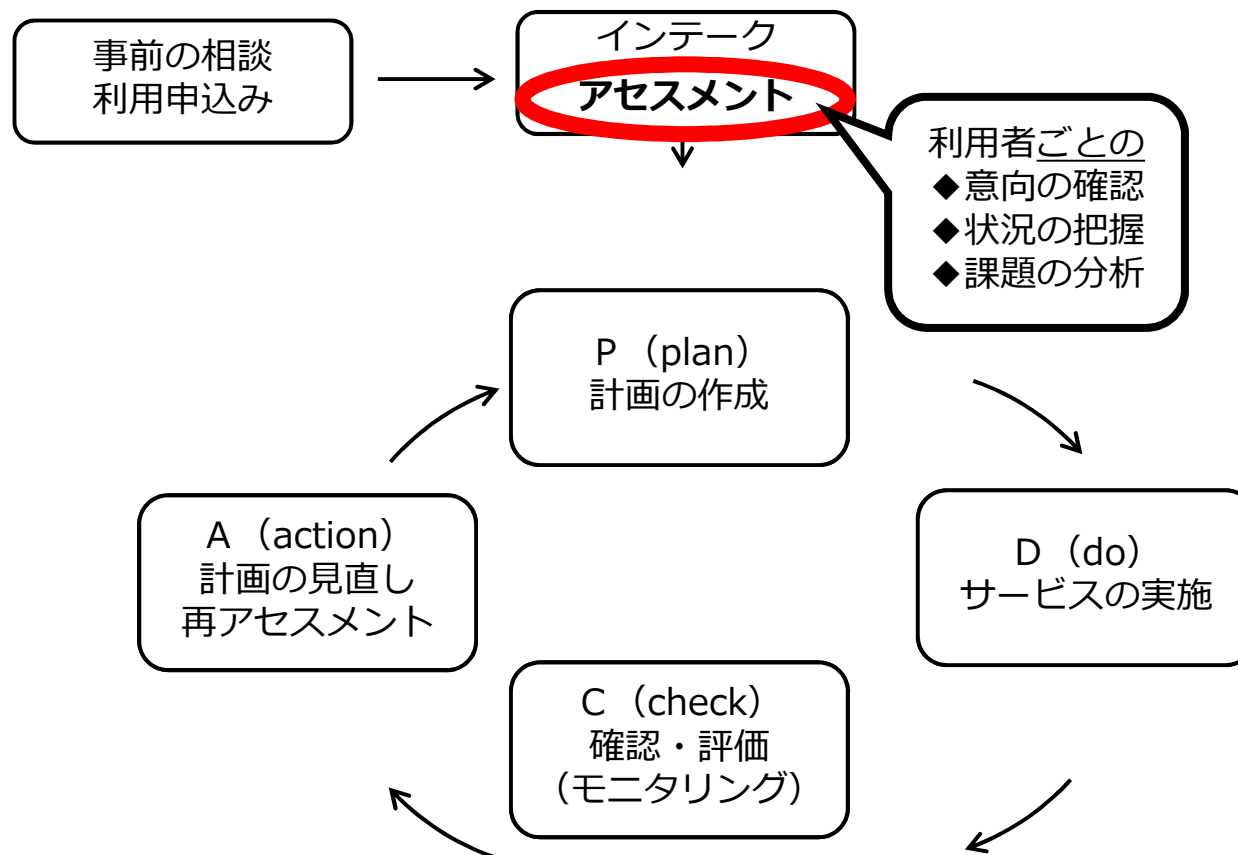 事前の相談
利用申込み
インテーク
アセスメント
利用者ごとの
◆意向の確認
◆状況の把握
◆課題の分析
P（plan）
計画の作成
D（do）
サービスの実施
C（check）
確認・評価
（モニタリング）
A（action）
計画の見直し
再アセスメント